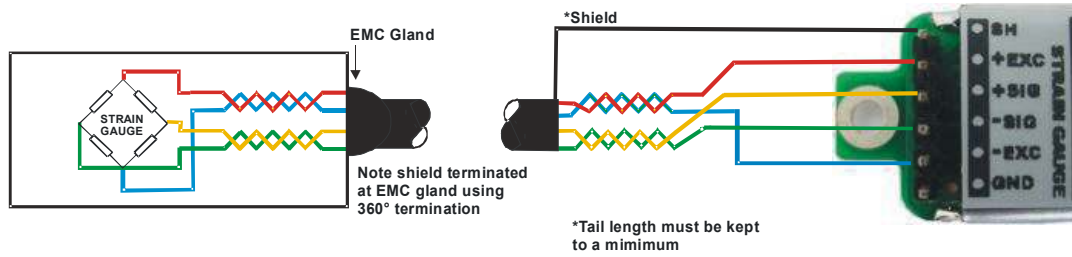 *Shield
EMC Gland
STRAIN
GAUGE
Note shield terminated
at EMC gland using
360° termination
*Tail length must be kept
to a mimimum
SH
+EXC
+SIG
-SIG
-EXC
GND
STRAIN GAUGE